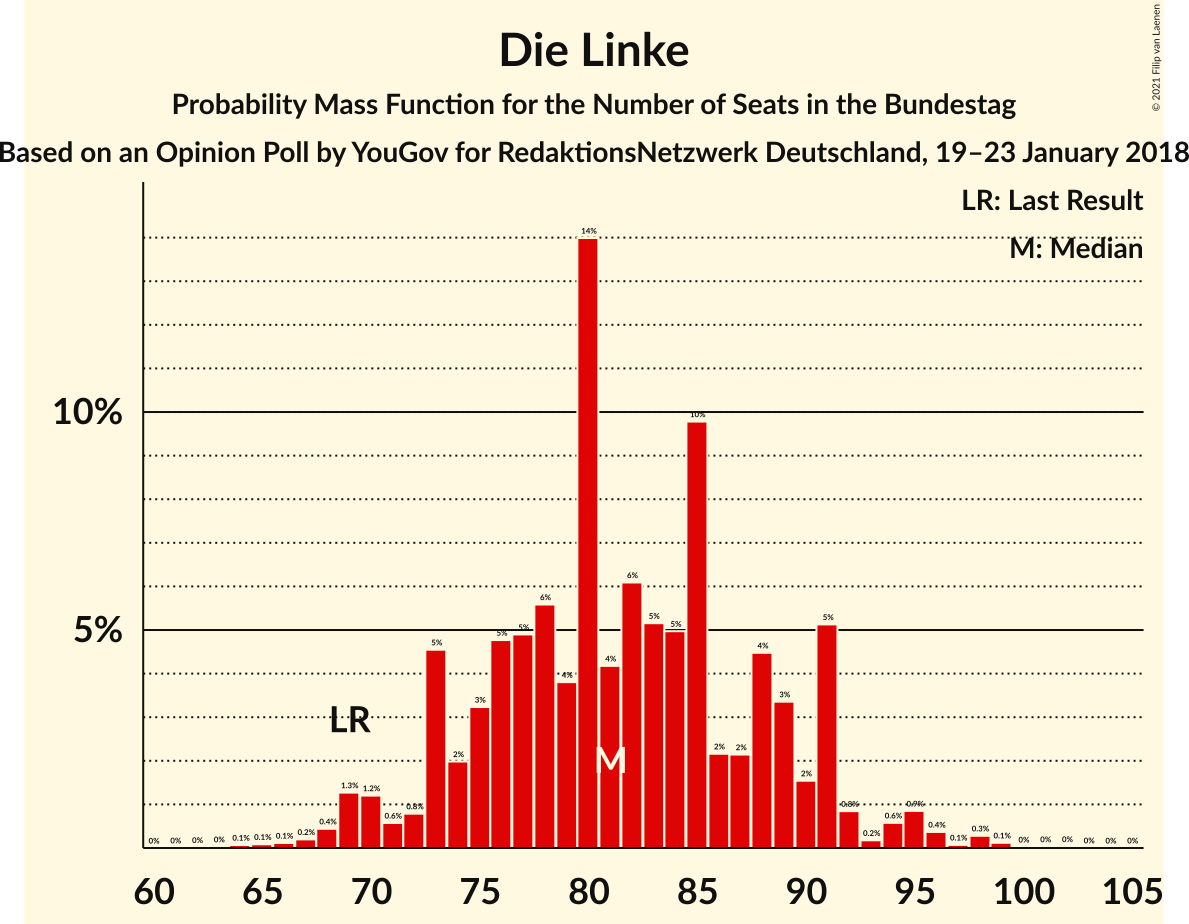 Die Linke
Probability Mass Function for the Number of Seats in the Bundestag
Based on an Opinion Poll by YouGov for RedaktionsNetzwerk Deutschland, 19–23 January 2018
© 2021 Filip van Laenen
LR: Last Result
M: Median
10%
5%
0% 0% 0% 0% 0.1% 0.1% 0.1% 0.2% 0.4% 1.3% 1.2% 0.6% 0.8% 5% 2% 3% 5% 5% 6% 4% 14% 4% 6% 5% 5% 10% 2% 2% 4% 3% 2% 5% 0.8% 0.2% 0.6% 0.9% 0.4% 0.1% 0.3% 0.1% 0% 0% 0% 0% 0% 0%
LR
M
60 65 70 75 80 85 90 95 100 105